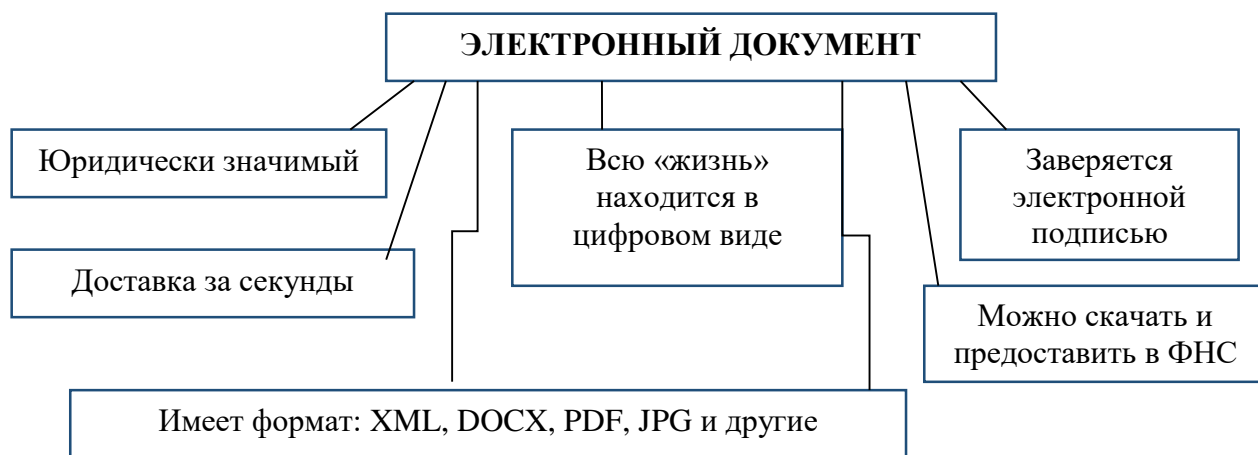 ЭЛЕКТРОННЫЙ ДОКУМЕНТ
Юридически значимый
Доставка за секунды
Всю «жизнь»
находится в
цифровом виде
Заверяется
электронной
подписью
Можно скачать и
предоставить в ФНС
Имеет формат: XML, DOCX, PDF, JPG и другие